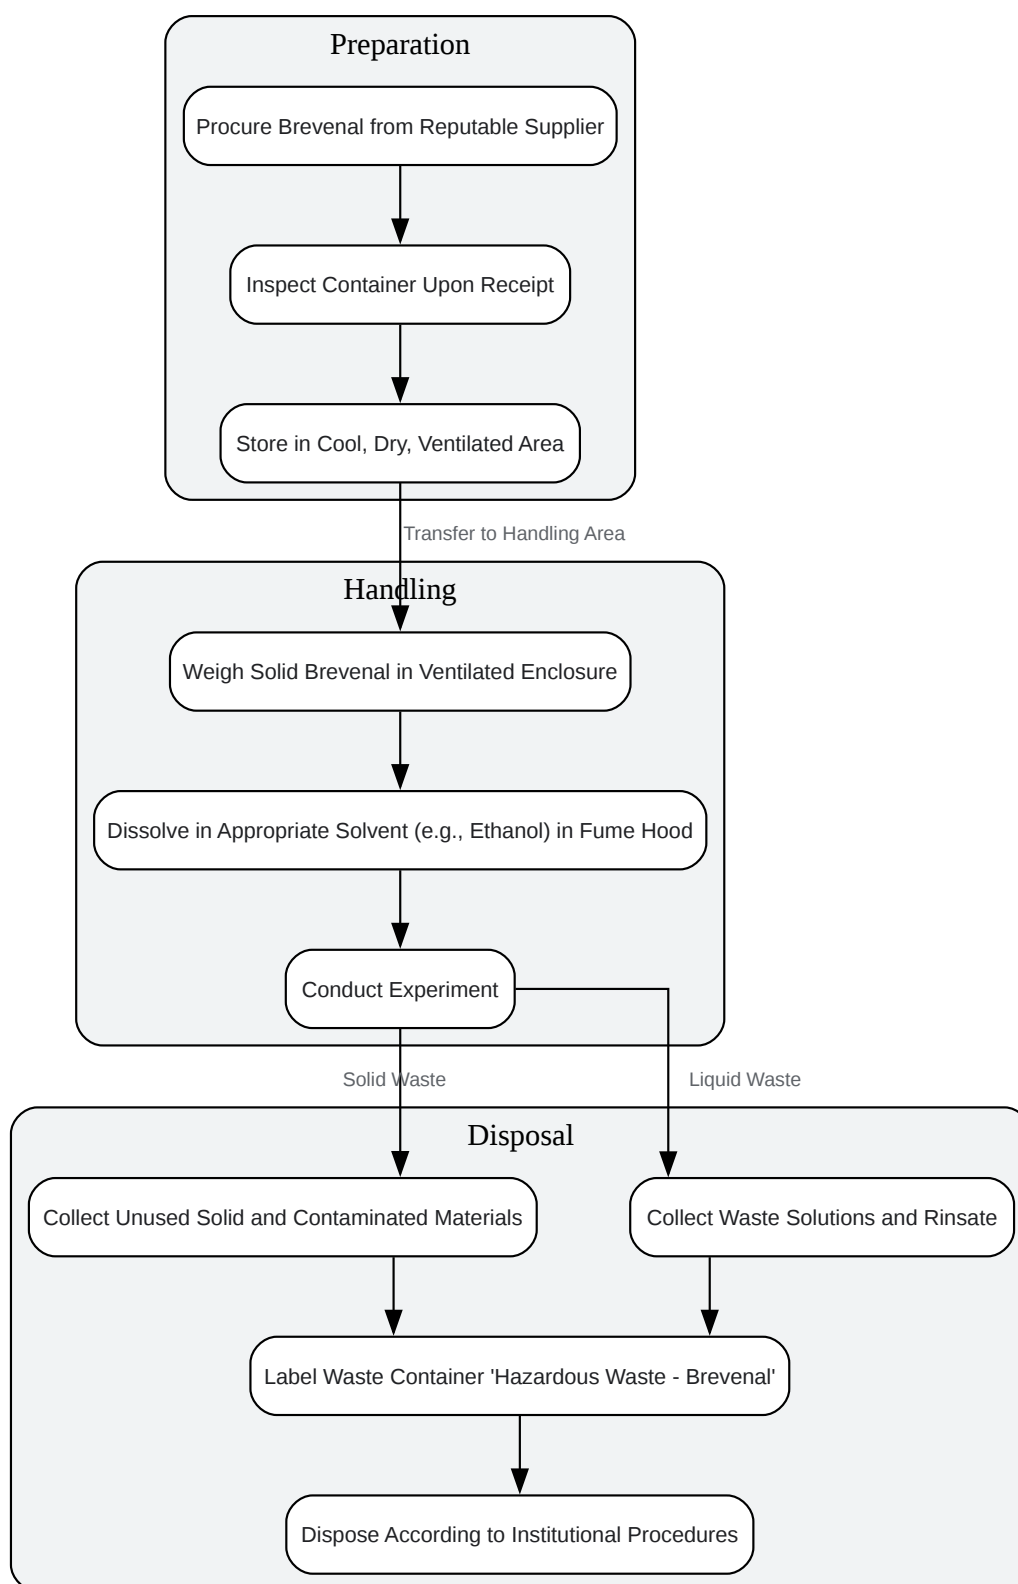 Preparation
Procure Brevenal from Reputable Supplier
Inspect Container Upon Receipt
Store in Cool, Dry, Ventilated Area
Transfer to Handling Area
Handling
Weigh Solid Brevenal in Ventilated Enclosure
Dissolve in Appropriate Solvent (e.g., Ethanol) in Fume Hood
Conduct Experiment
Solid Waste
Liquid Waste
Disposal
Collect Unused Solid and Contaminated Materials
Collect Waste Solutions and Rinsate
Label Waste Container 'Hazardous Waste - Brevenal'
Dispose According to Institutional Procedures